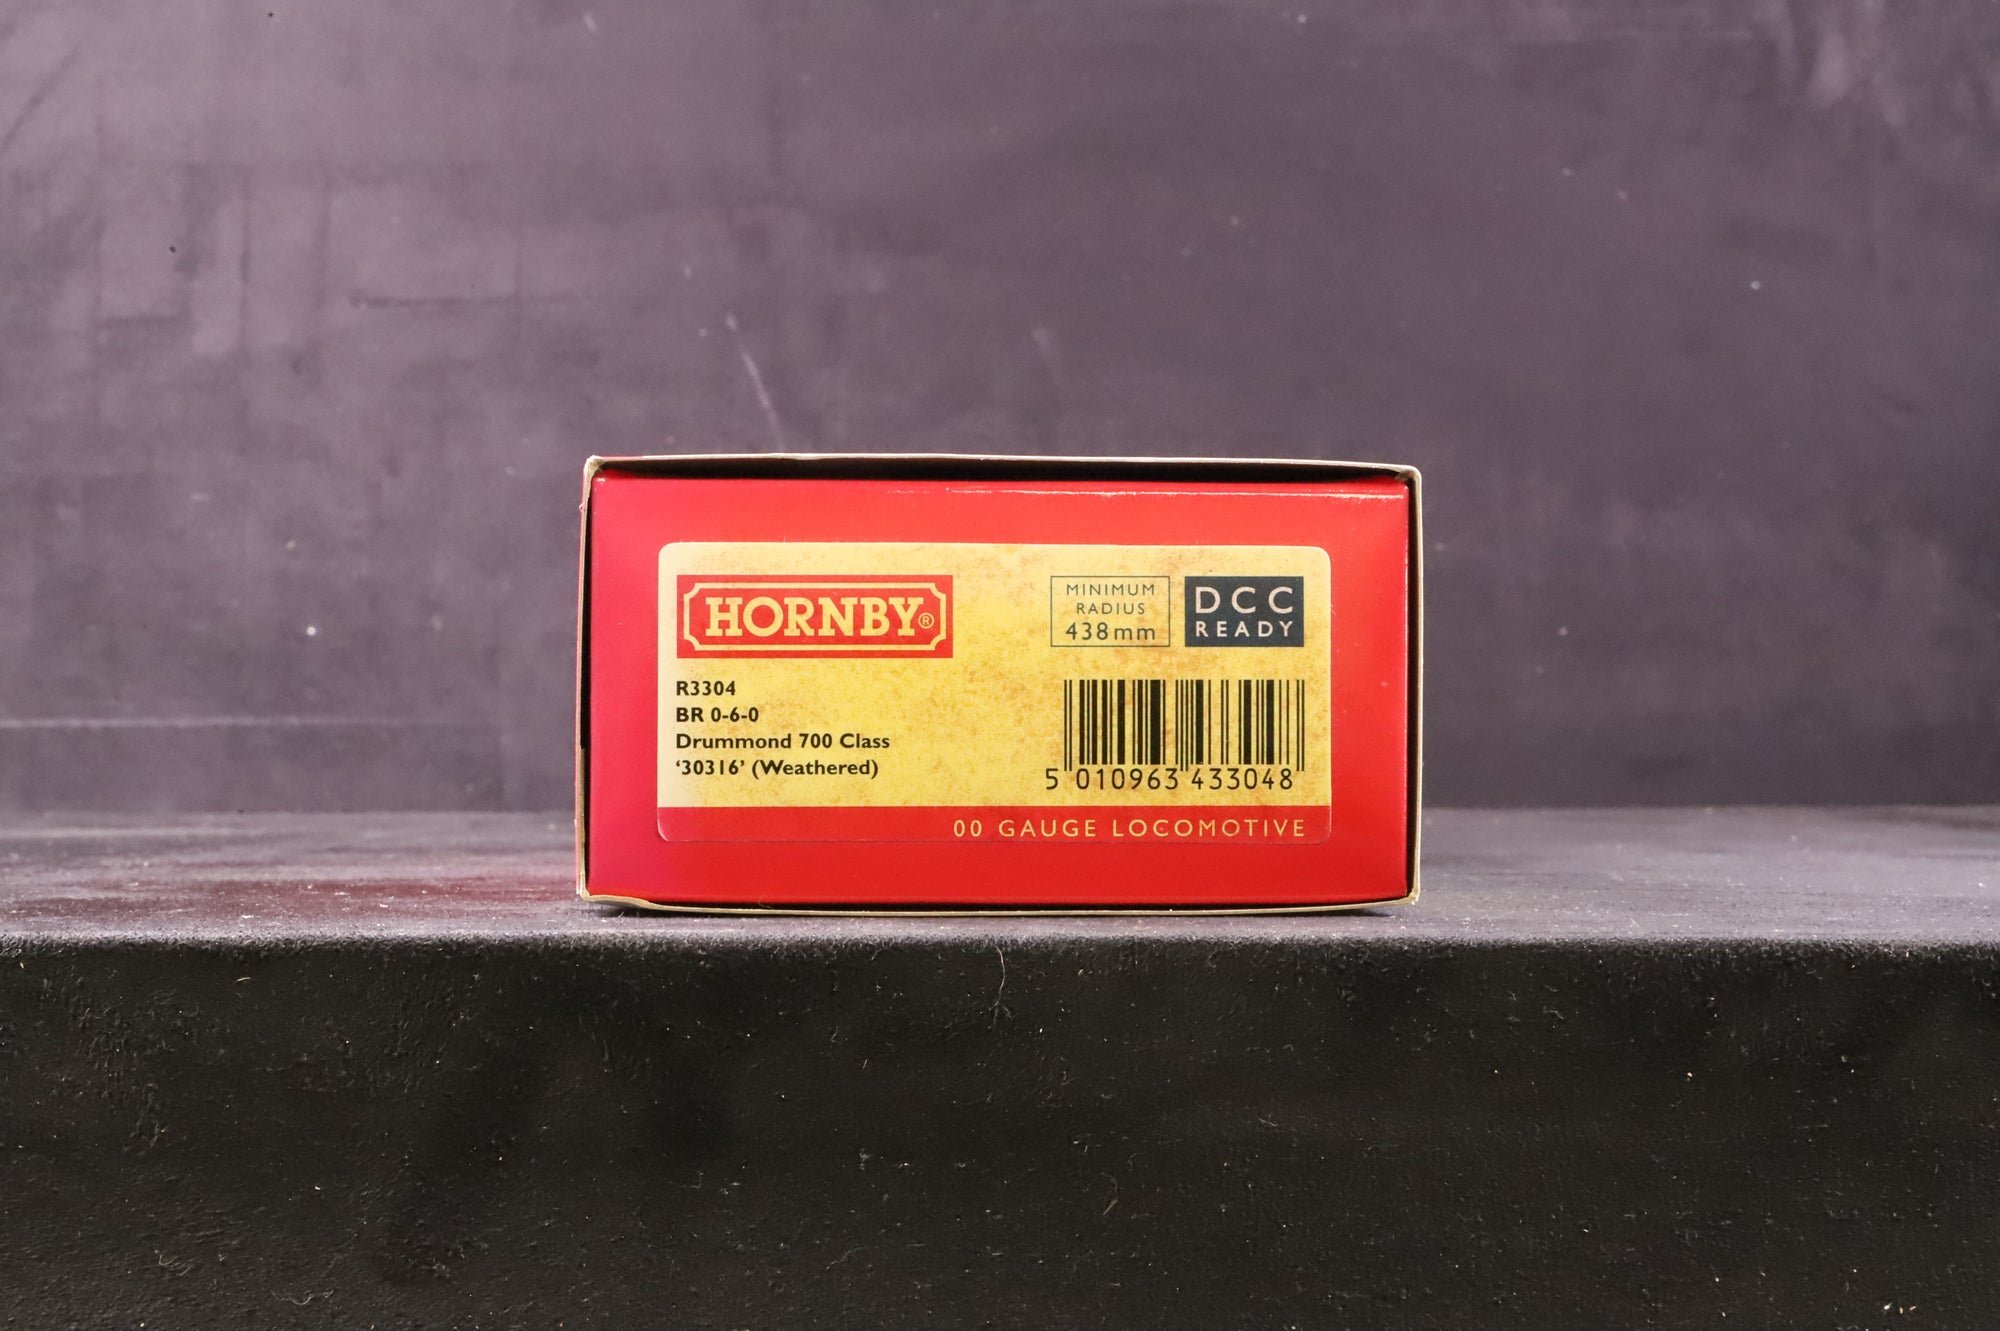 HORNBY®
MINIMUM
RADIUS
438mm
DCC
READY
R3304
BR 0-6-0
Drummond 700 Class
‘30316’ (Weathered)
5 010963 433048
00 GAUGE LOCOMOTIVE